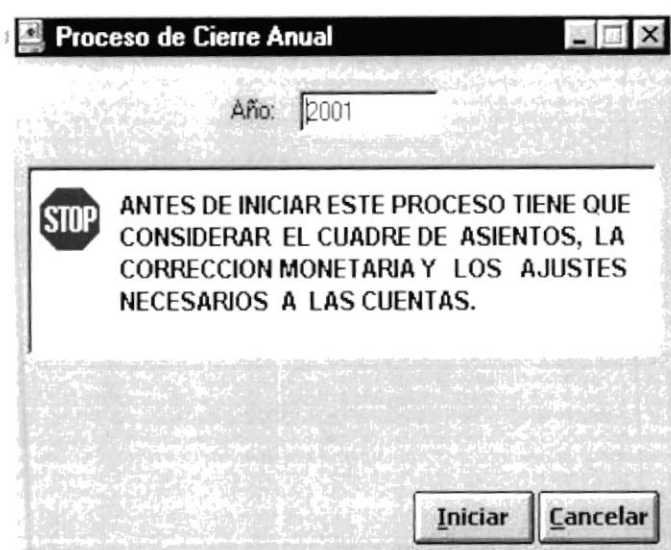 Proceso de Cierre Anual
Año: 2001
STOP
ANTES DE INICIAR ESTE PROCESO TIENE QUE
CONSIDERAR EL CUADRE DE ASIENTOS, LA
CORRECCION MONETARIA Y LOS AJUSTES
NECESARIOS A LAS CUENTAS.
Iniciar Cancelar